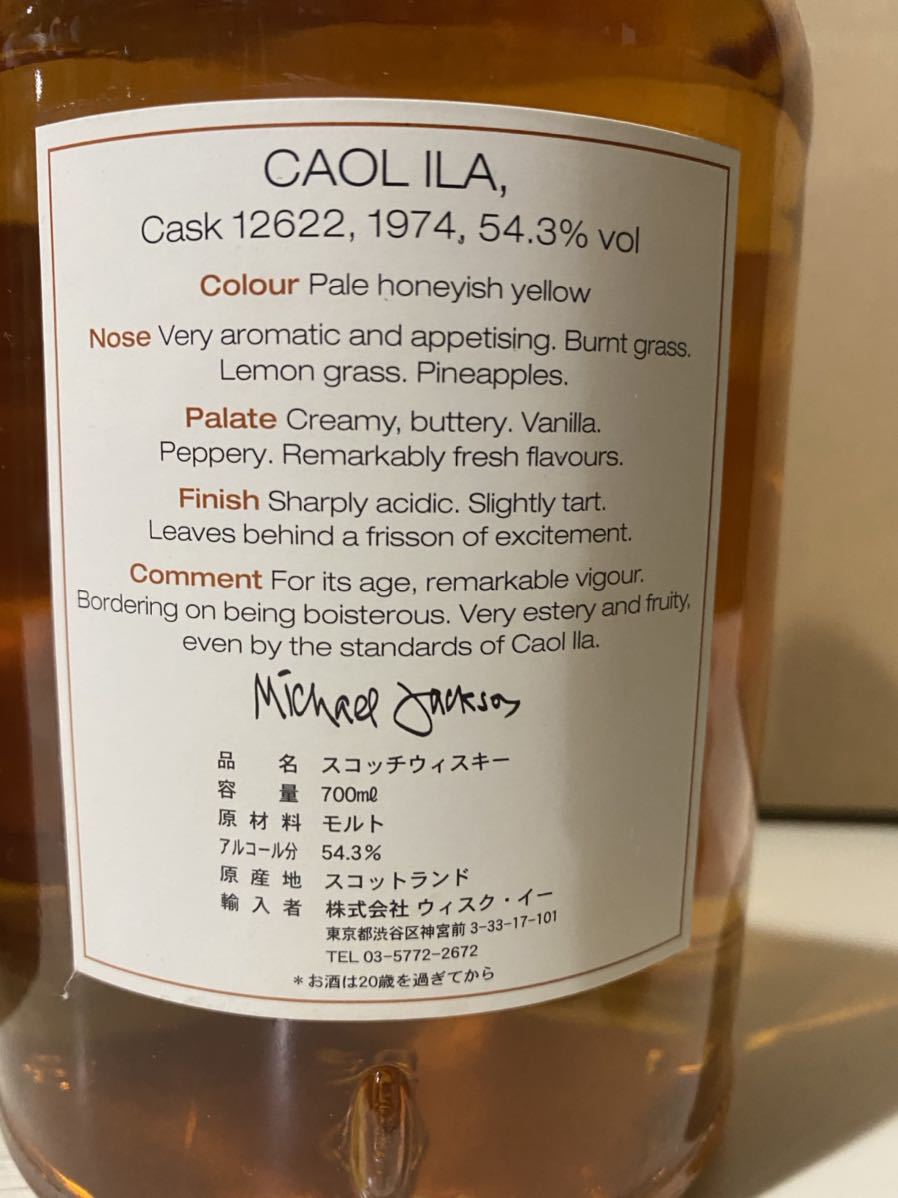 CAOL ILA,
Cask 12622, 1974, 54.3% vol
Colour Pale honeyish yellow
Nose Very aromatic and appetising. Burnt grass.
Lemon grass. Pineapples.
Palate Creamy, buttery. Vanilla.
Peppery. Remarkably fresh flavours.
Finish Sharply acidic. Slightly tart.
Leaves behind a frisson of excitement.
Comment For its age, remarkable vigour.
Bordering on being boisterous. Very estery and fruity,
even by the standards of Caol Ila.
Michael Jackson
品名 スコッチウィスキー
容量 700mℓ
原材料 モルト
アルコール分 54.3%
原産地 スコットランド
輸入者 株式会社 ウィスク・イー
東京都渋谷区神宮前 3-33-17-101
TEL 03-5772-2672
*お酒は20歳を過ぎてから